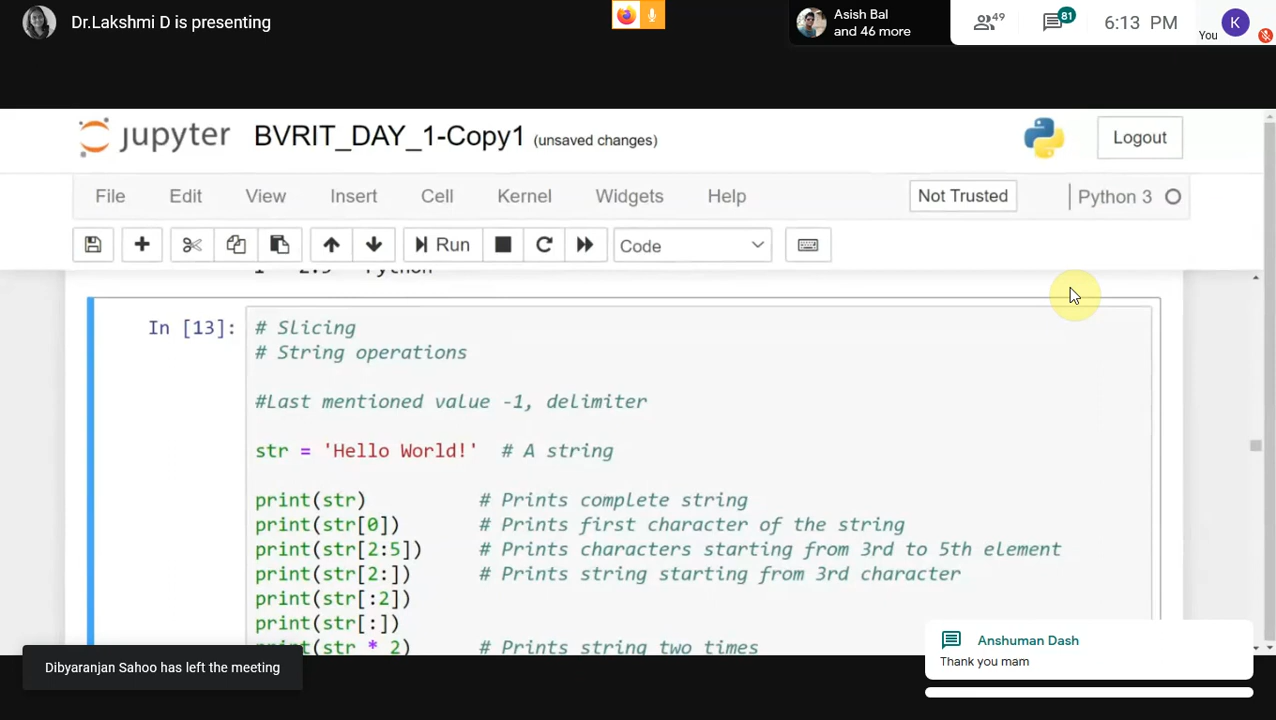 Dr.Lakshmi D is presenting
Asish Bal
and 46 more
49
81
6:13 PM
You
K
jupyter BVRIT_DAY_1-Copy1 (unsaved changes)
Logout
File Edit View Insert Cell Kernel Widgets Help
Not Trusted
Python 3
Run
Code
In [13]:
# Slicing
# String operations
#Last mentioned value -1, delimiter
str = 'Hello World!' # A string
print(str) # Prints complete string
print(str[0]) # Prints first character of the string
print(str[2:5]) # Prints characters starting from 3rd to 5th element
print(str[2:]) # Prints string starting from 3rd character
print(str[:2])
print(str[:])
print(str * 2) # Prints string two times
Dibyaranjan Sahoo has left the meeting
Anshuman Dash
Thank you mam